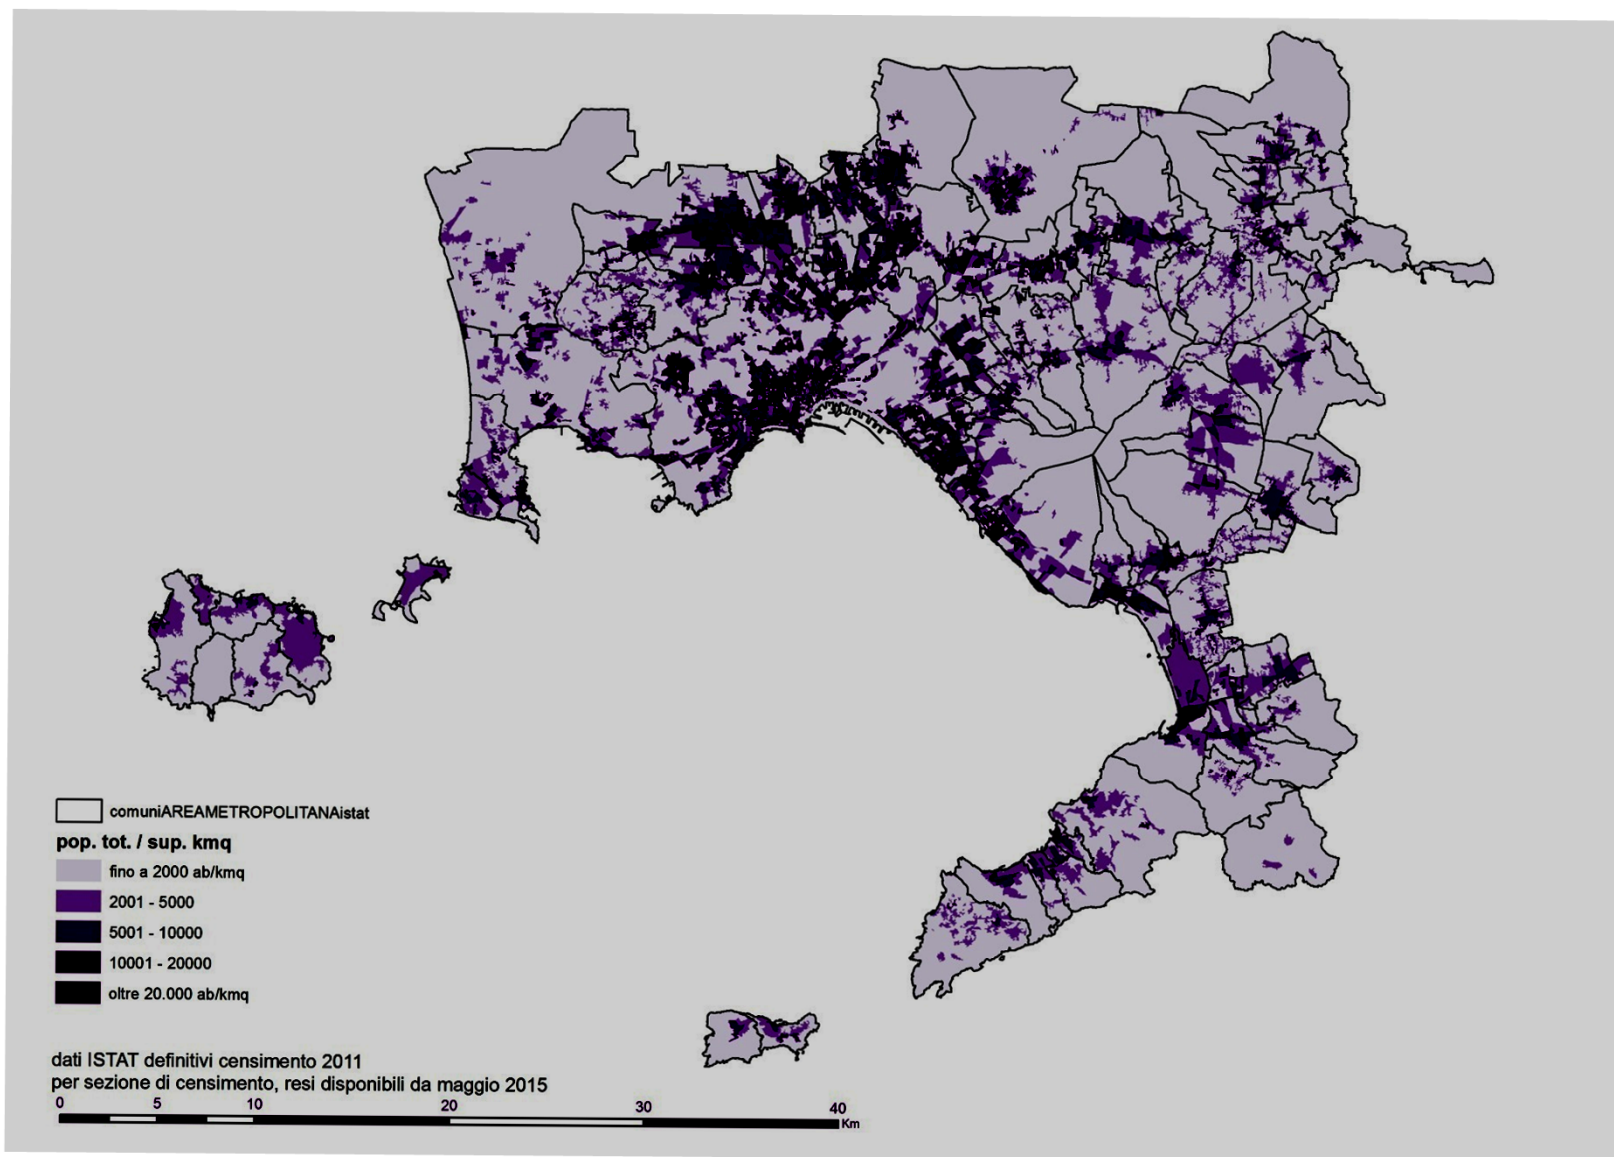 comuniAREAMETROPOLITANAistat
pop. tot. / sup. kmq
fino a 2000 ab/kmq
2001 - 5000
5001 - 10000
10001 - 20000
oltre 20.000 ab/kmq
dati ISTAT definitivi censimento 2011
per sezione di censimento, resi disponibili da maggio 2015
0 5 10 20 30 40
Km